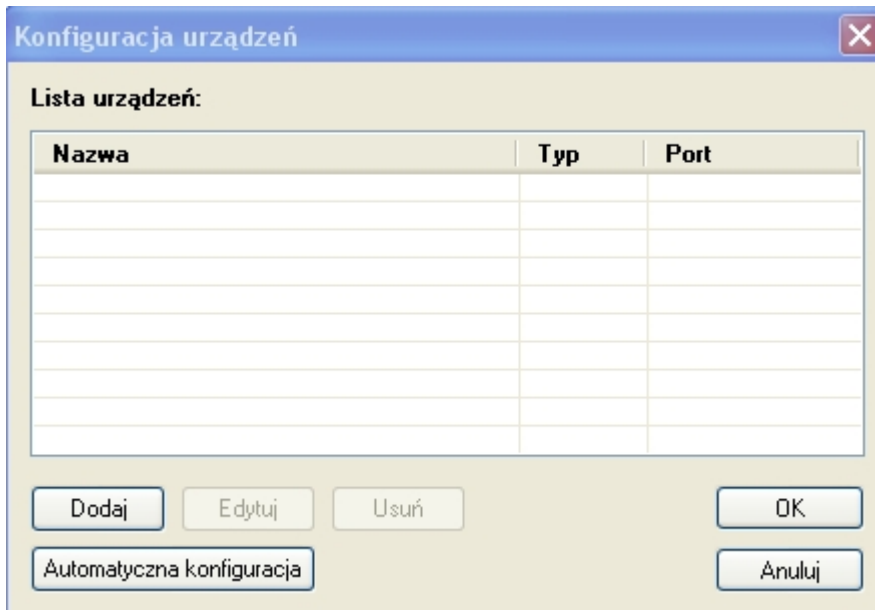 Konfiguracja urządzeń
Lista urządzeń:
Nazwa Typ Port
Dodaj Edytuj Usuń OK
Automatyczna konfiguracja Anuluj